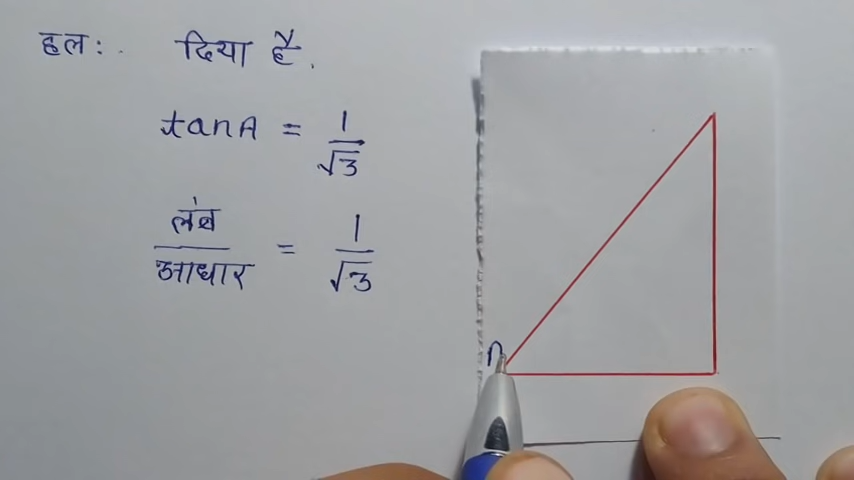 हल: दिया है.
tanA = 1/√3
लंब/आधार = 1/√3
A